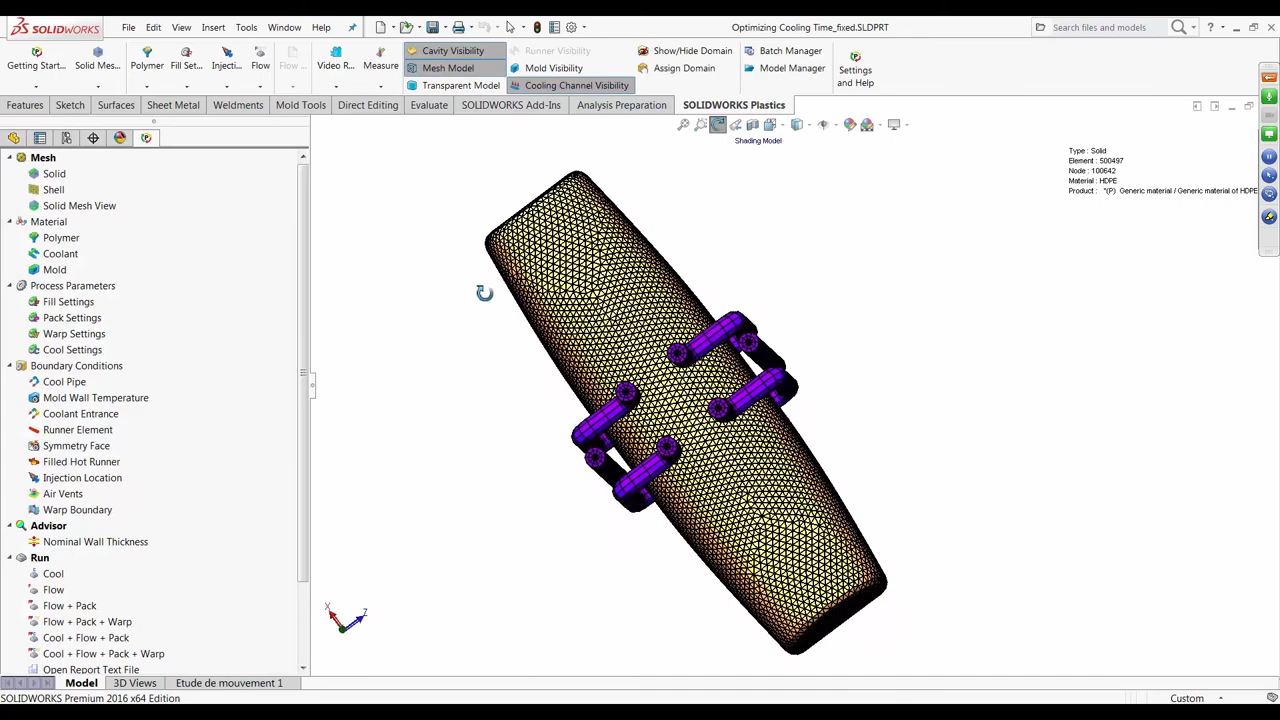 SOLIDWORKS
File
Edit
View
Insert
Tools
Window
Help
Optimizing Cooling Time_fixed.SLDPRT
Search files and models
Getting Start...
Solid Mes...
Polymer
Fill Set...
Injecti...
Flow
Flow ...
Video R...
Measure
Cavity Visibility
Mesh Model
Transparent Model
Runner Visibility
Mold Visibility
Cooling Channel Visibility
Show/Hide Domain
Assign Domain
Batch Manager
Model Manager
Settings
and Help
Features
Sketch
Surfaces
Sheet Metal
Weldments
Mold Tools
Direct Editing
Evaluate
SOLIDWORKS Add-Ins
Analysis Preparation
SOLIDWORKS Plastics
Shading Model
Type : Solid
Element : 500497
Node : 100642
Material : HDPE
Product : *(P) Generic material / Generic material of HDPE
Mesh
Solid
Shell
Solid Mesh View
Material
Polymer
Coolant
Mold
Process Parameters
Fill Settings
Pack Settings
Warp Settings
Cool Settings
Boundary Conditions
Cool Pipe
Mold Wall Temperature
Coolant Entrance
Runner Element
Symmetry Face
Filled Hot Runner
Injection Location
Air Vents
Warp Boundary
Advisor
Nominal Wall Thickness
Run
Cool
Flow
Flow + Pack
Flow + Pack + Warp
Cool + Flow + Pack
Cool + Flow + Pack + Warp
Open Report Text File
X
Z
Model
3D Views
Etude de mouvement 1
SOLIDWORKS Premium 2016 x64 Edition
Custom